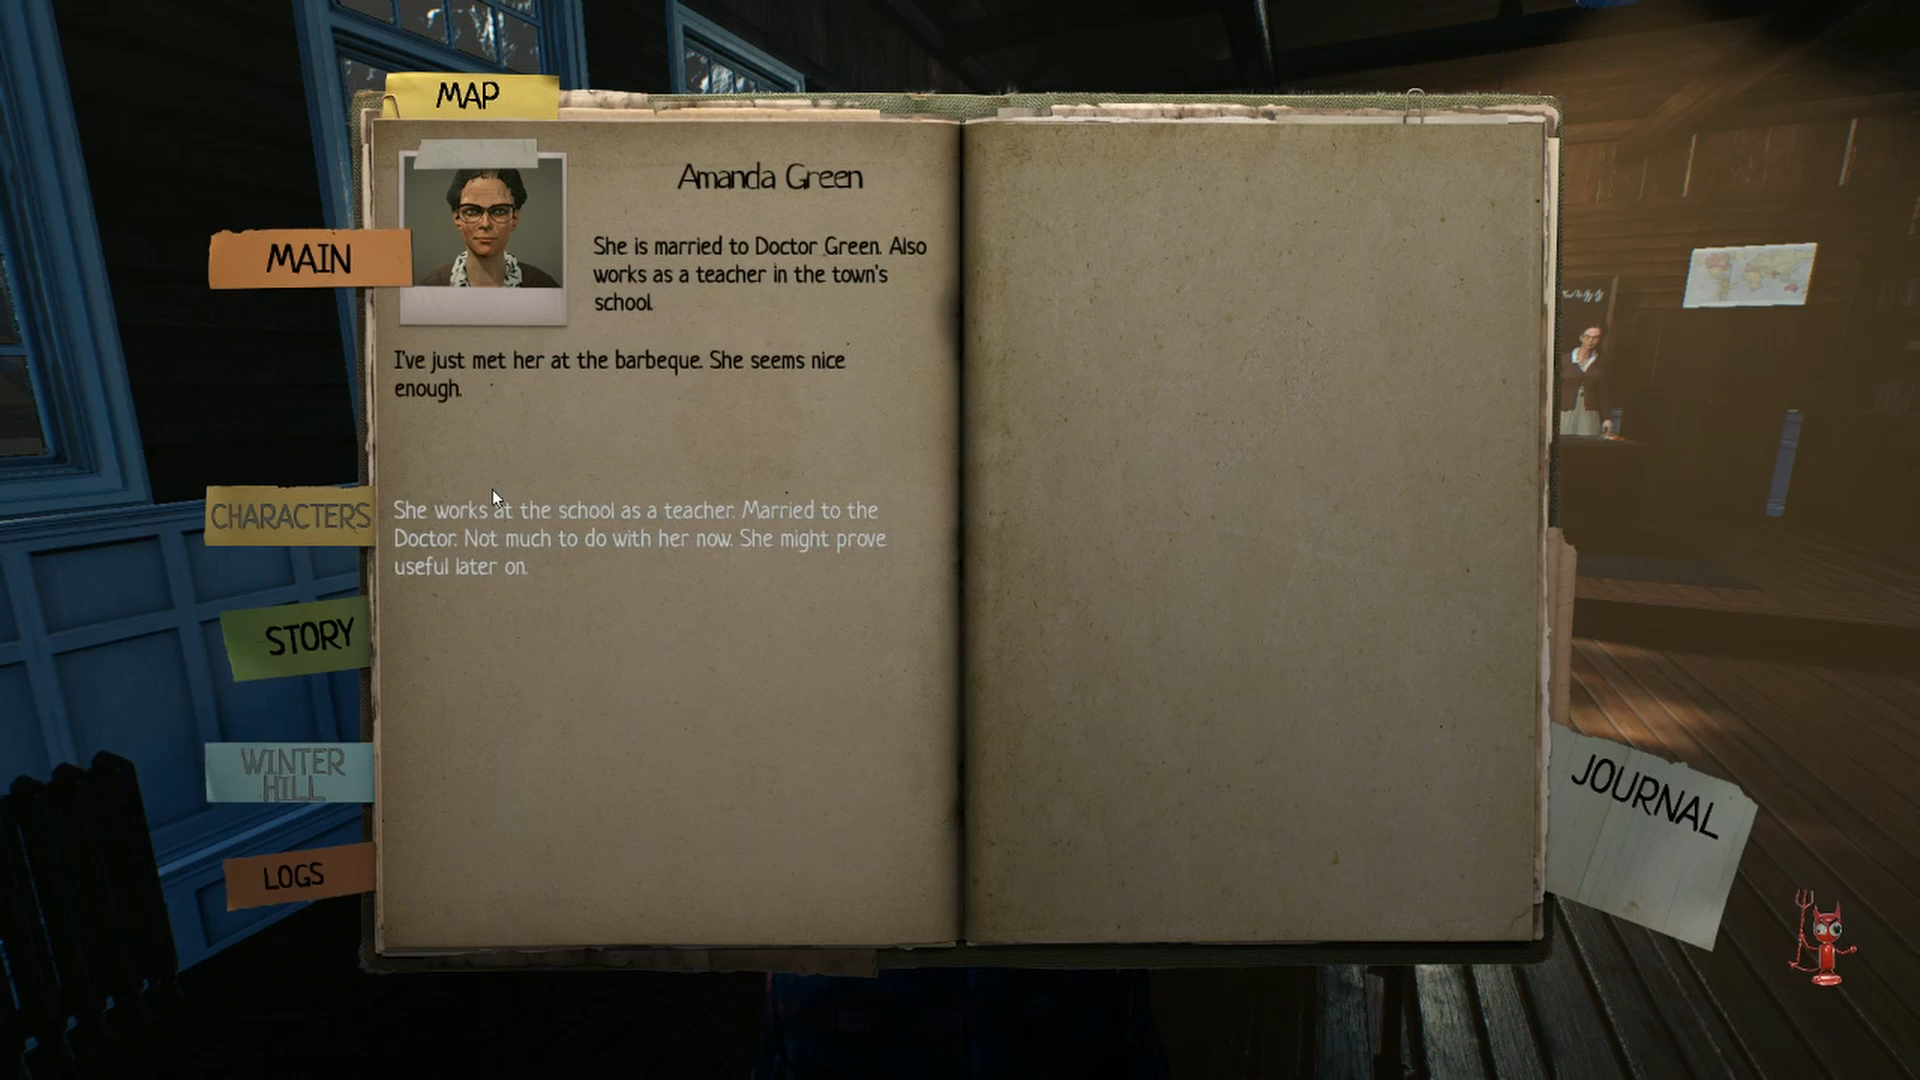 MAP
Amanda Green
MAIN
She is married to Doctor Green. Also
works as a teacher in the town's
school.
I've just met her at the barbeque. She seems nice
enough.
CHARACTERS
She works at the school as a teacher. Married to the
Doctor. Not much to do with her now. She might prove
useful later on.
STORY
WINTER
HILL
JOURNAL
LOGS